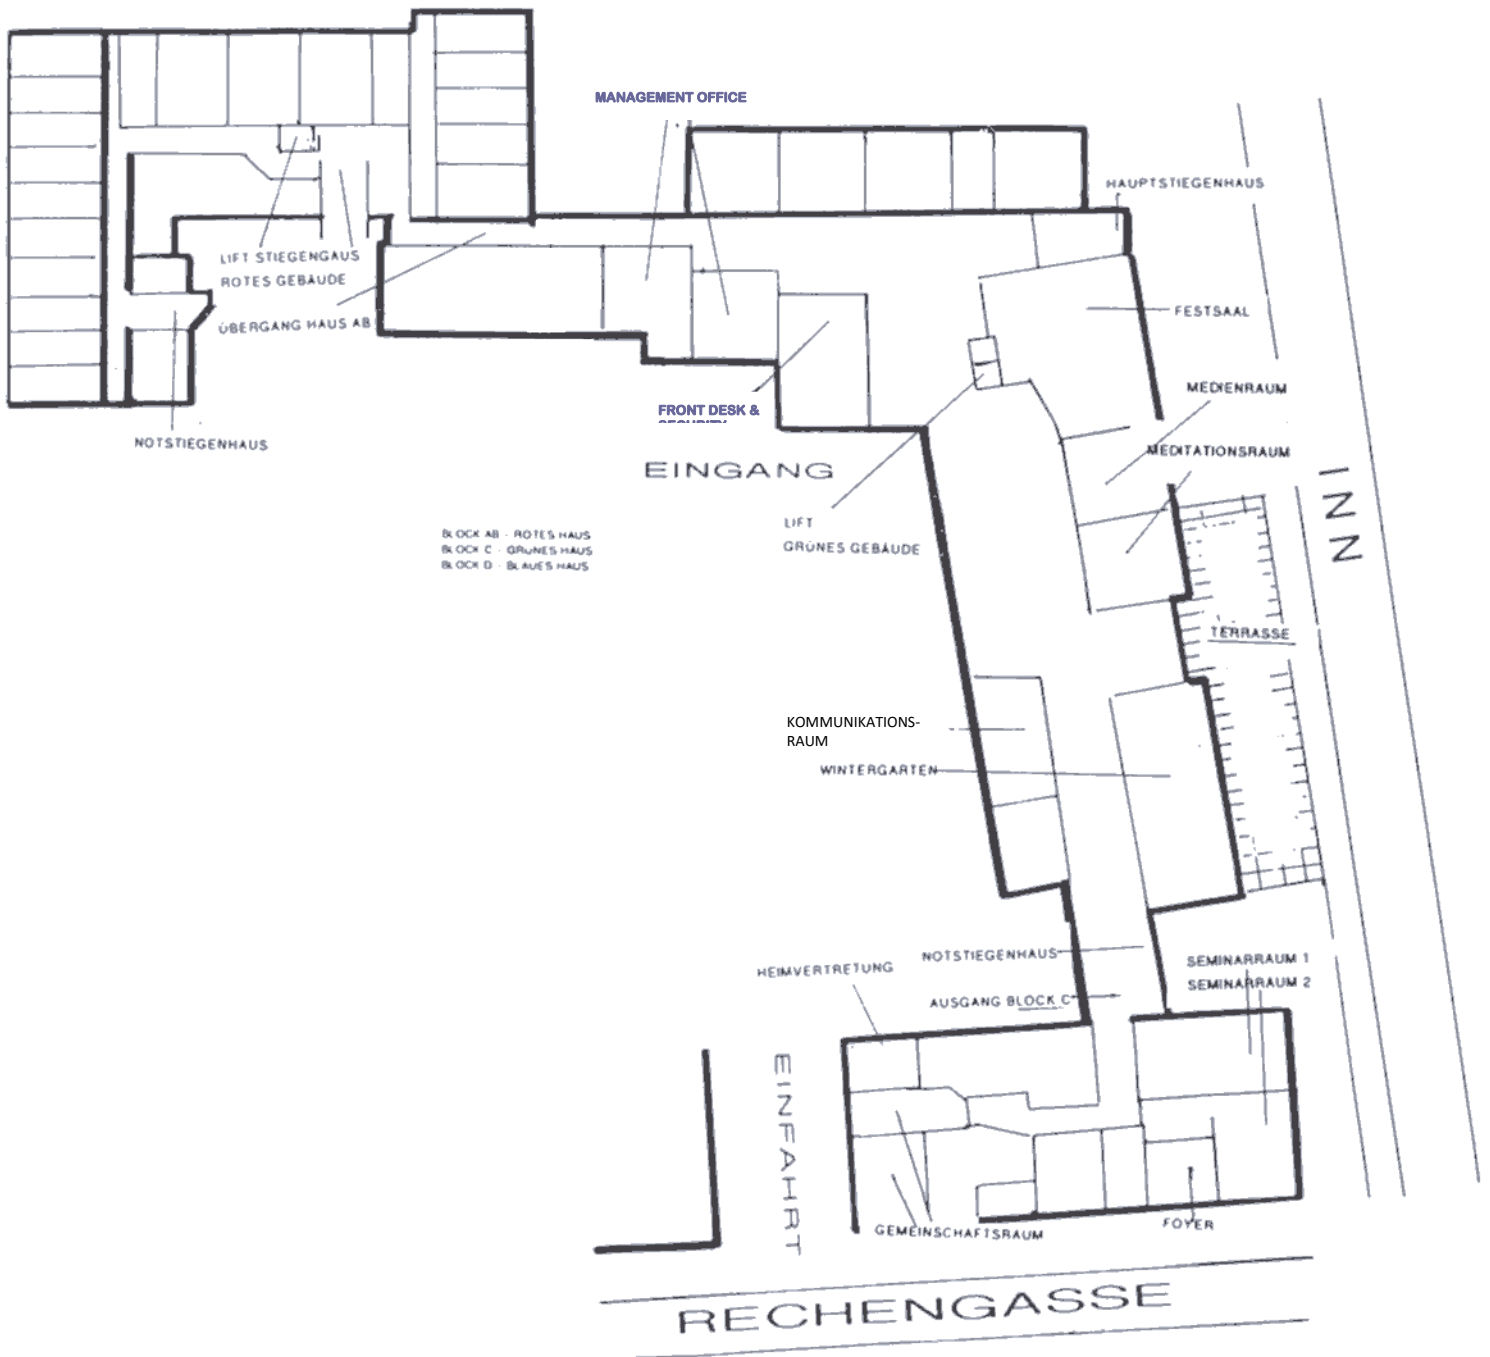 MANAGEMENT OFFICE
HAUPTSTIEGENHAUS
LIFT STIEGENGAUS
ROTES GEBÄUDE
ÜBERGANG HAUS AB
FESTSAAL
MEDIENRAUM
FRONT DESK &
SECURITY
NOTSTIEGENHAUS
MEDITATIONSRAUM
EINGANG
INN
LIFT
GRÜNES GEBÄUDE
BLOCK AB - ROTES HAUS
BLOCK C - GRÜNES HAUS
BLOCK D - BLAUES HAUS
TERRASSE
KOMMUNIKATIONS-
RAUM
WINTERGARTEN
NOTSTIEGENHAUS
SEMINARRAUM 1
HEIMVERTRETUNG
SEMINARRAUM 2
AUSGANG BLOCK C
EINFAHRT
GEMEINSCHAFTSRAUM
FOYER
RECHENGASSE